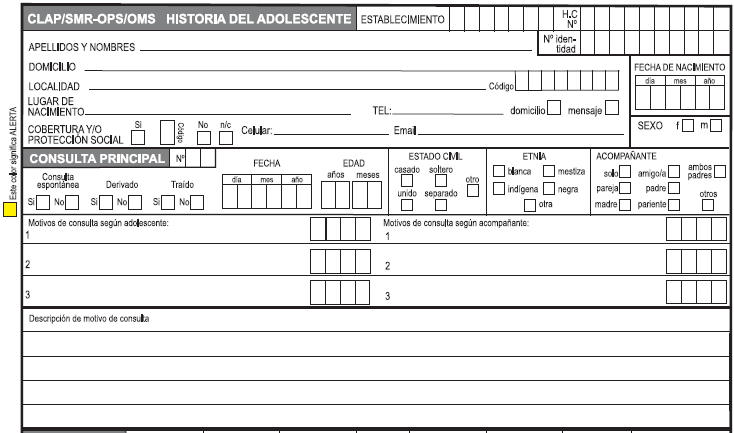 CLAP/SMR-OPS/OMS HISTORIA DEL ADOLESCENTE ESTABLECIMIENTO H.C Nº
APELLIDOS Y NOMBRES Nº iden-tidad
DOMICILIO
FECHA DE NACIMIENTO
día mes año
LOCALIDAD Código
LUGAR DE NACIMIENTO TEL: domicilio mensaje
COBERTURA Y/O PROTECCIÓN SOCIAL Si Código No n/c Celular: Email
SEXO f m
Este color significa ALERTA
CONSULTA PRINCIPAL Nº
Consulta espontánea Derivado Traído
Si No Si No Si No
FECHA
día mes año
EDAD
años meses
ESTADO CIVIL
casado soltero otro
unido separado
ETNÍA
blanca mestiza
indígena negra
otra
ACOMPAÑANTE
solo amigo/a ambos padres
pareja padre otros
madre pariente
Motivos de consulta según adolescente: Motivos de consulta según acompañante:
1 1
2 2
3 3
Descripción de motivo de consulta